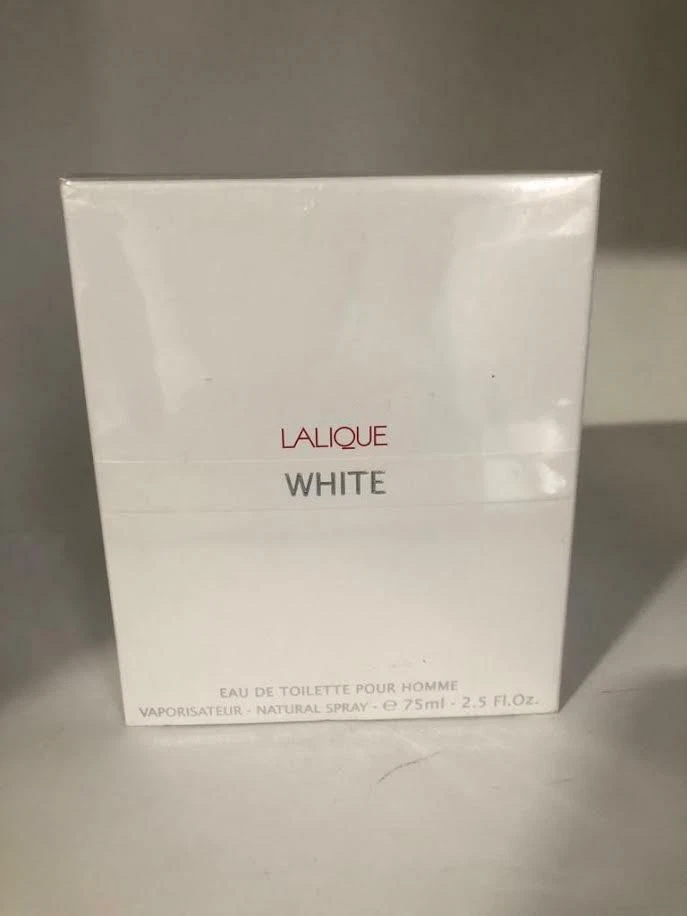 LALIQUE
WHITE
EAU DE TOILETTE POUR HOMME
VAPORISATEUR · NATURAL SPRAY · ℮ 75ml · 2.5 Fl.Oz.